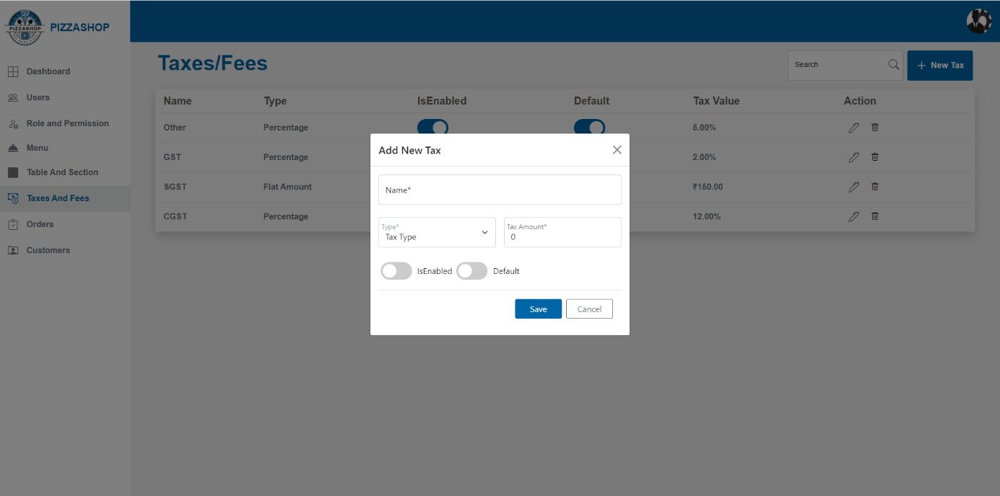 PIZZASHOP
PIZZASHOP
Dashboard
Users
Role and Permission
Menu
Table And Section
Taxes And Fees
Orders
Customers
Taxes/Fees
Search
New Tax
Name Type IsEnabled Default Tax Value Action
Other Percentage 5.00%
GST Percentage 2.00%
SGST Flat Amount ₹150.00
CGST Percentage 12.00%
Add New Tax
Name*
Type*
Tax Type
Tax Amount*
0
IsEnabled Default
Save Cancel